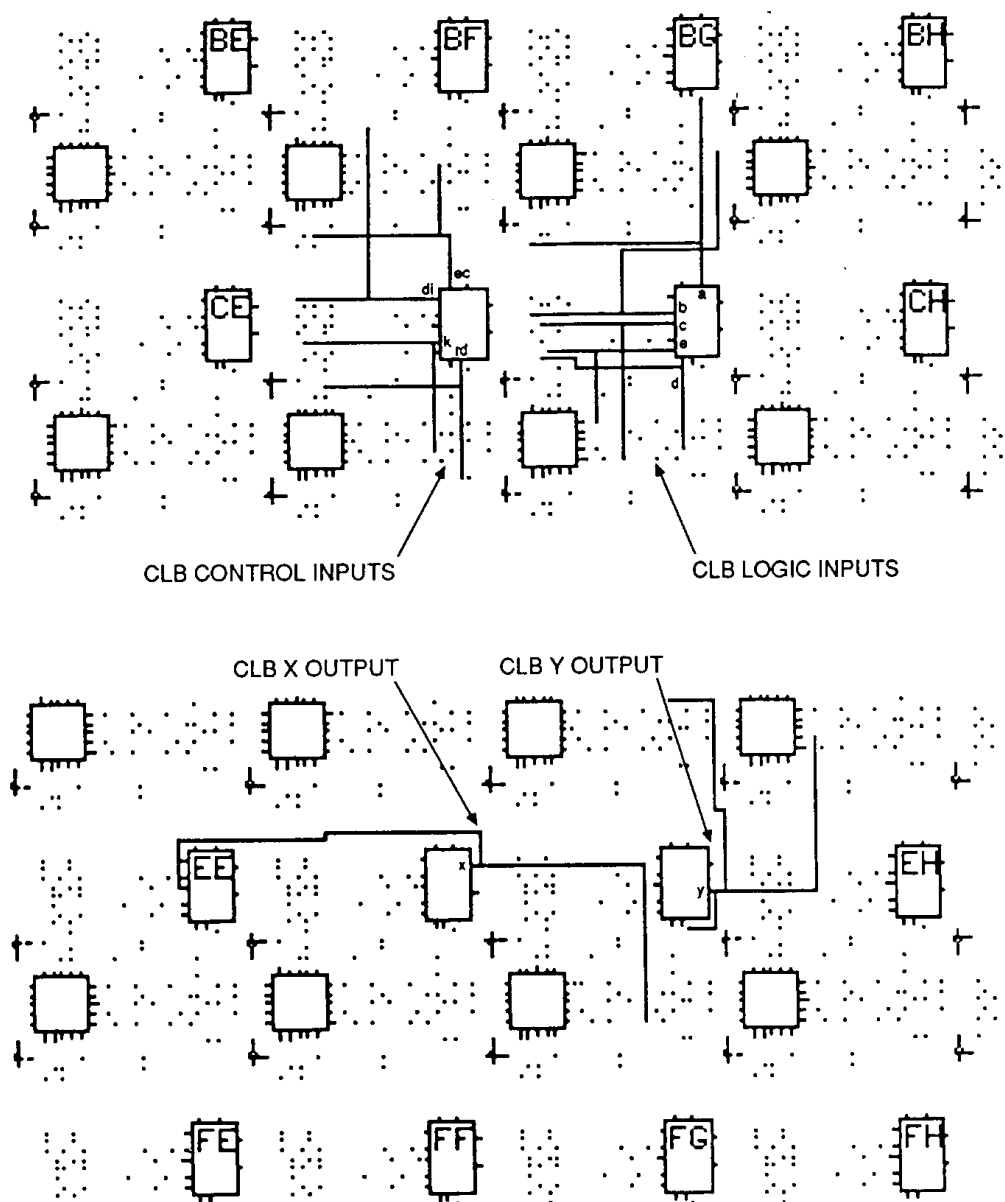 BE BF BG BH
ec
di
a
b
CE CH
c
k
e
rd
d
CLB CONTROL INPUTS CLB LOGIC INPUTS
CLB X OUTPUT CLB Y OUTPUT
x
EE EH
y
FE FF FG FH